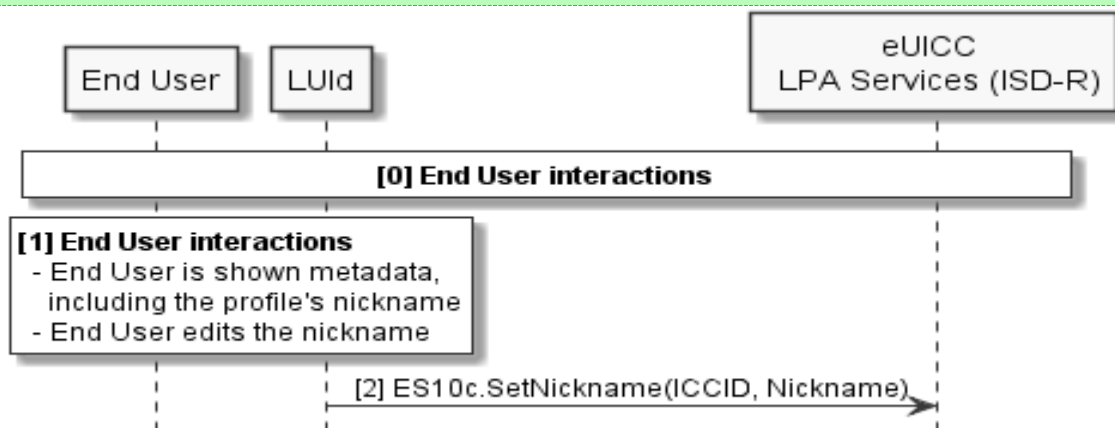 End User
LUId
eUICC
LPA Services (ISD-R)
[0] End User interactions
[1] End User interactions
- End User is shown metadata,
including the profile's nickname
- End User edits the nickname
[2] ES10c.SetNickname(ICCID, Nickname)